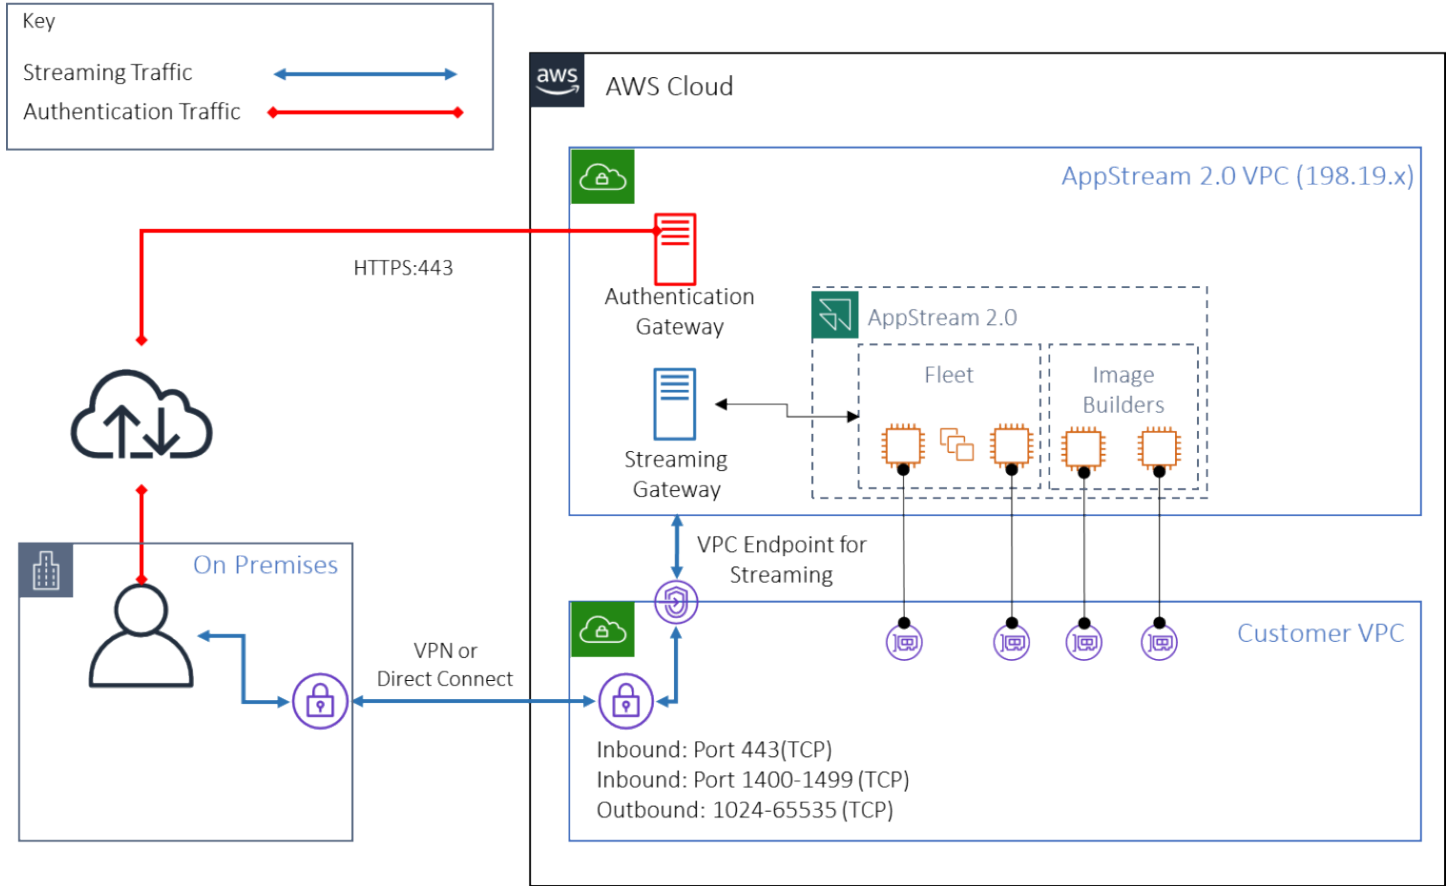 Key
Streaming Traffic
Authentication Traffic
aws
AWS Cloud
AppStream 2.0 VPC (198.19.x)
HTTPS:443
Authentication
Gateway
AppStream 2.0
Fleet
Image
Builders
Streaming
Gateway
VPC Endpoint for
Streaming
On Premises
VPN or
Direct Connect
Customer VPC
Inbound: Port 443(TCP)
Inbound: Port 1400-1499 (TCP)
Outbound: 1024-65535 (TCP)